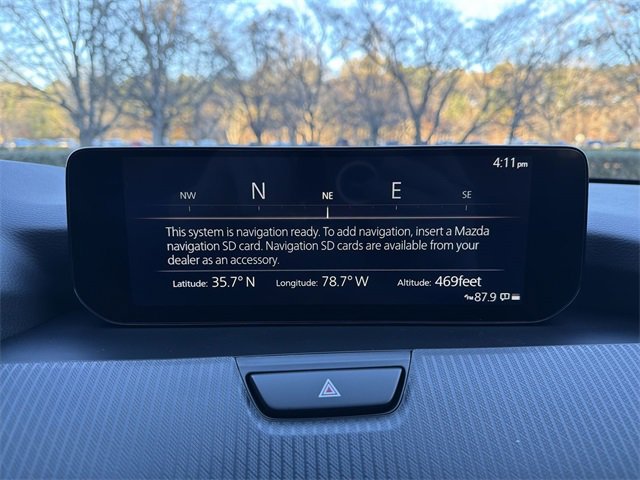 4:11pm
NW N NE E SE
This system is navigation ready. To add navigation, insert a Mazda
navigation SD card. Navigation SD cards are available from your
dealer as an accessory.
Latitude: 35.7° N Longitude: 78.7° W Altitude: 469feet
FM 87.9